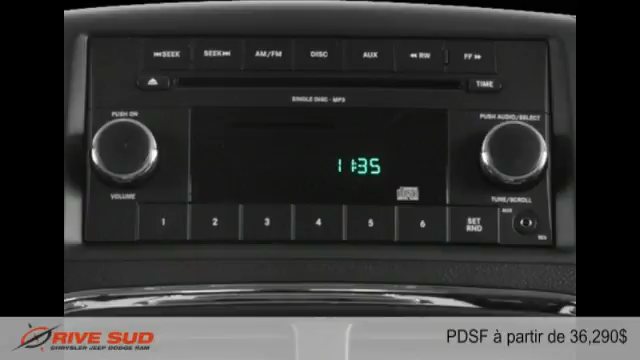 ⏮SEEK SEEK⏭ AM/FM DISC AUX ◀◀ RW FF ▶▶
TIME
SINGLE DISC - MP3
PUSH ON
PUSH AUDIO/SELECT
11:35
VOLUME
TUNE/SCROLL
1 2 3 4 5 6 SET RND
AUX
RIVE SUD
CHRYSLER JEEP DODGE RAM
PDSF à partir de 36,290$